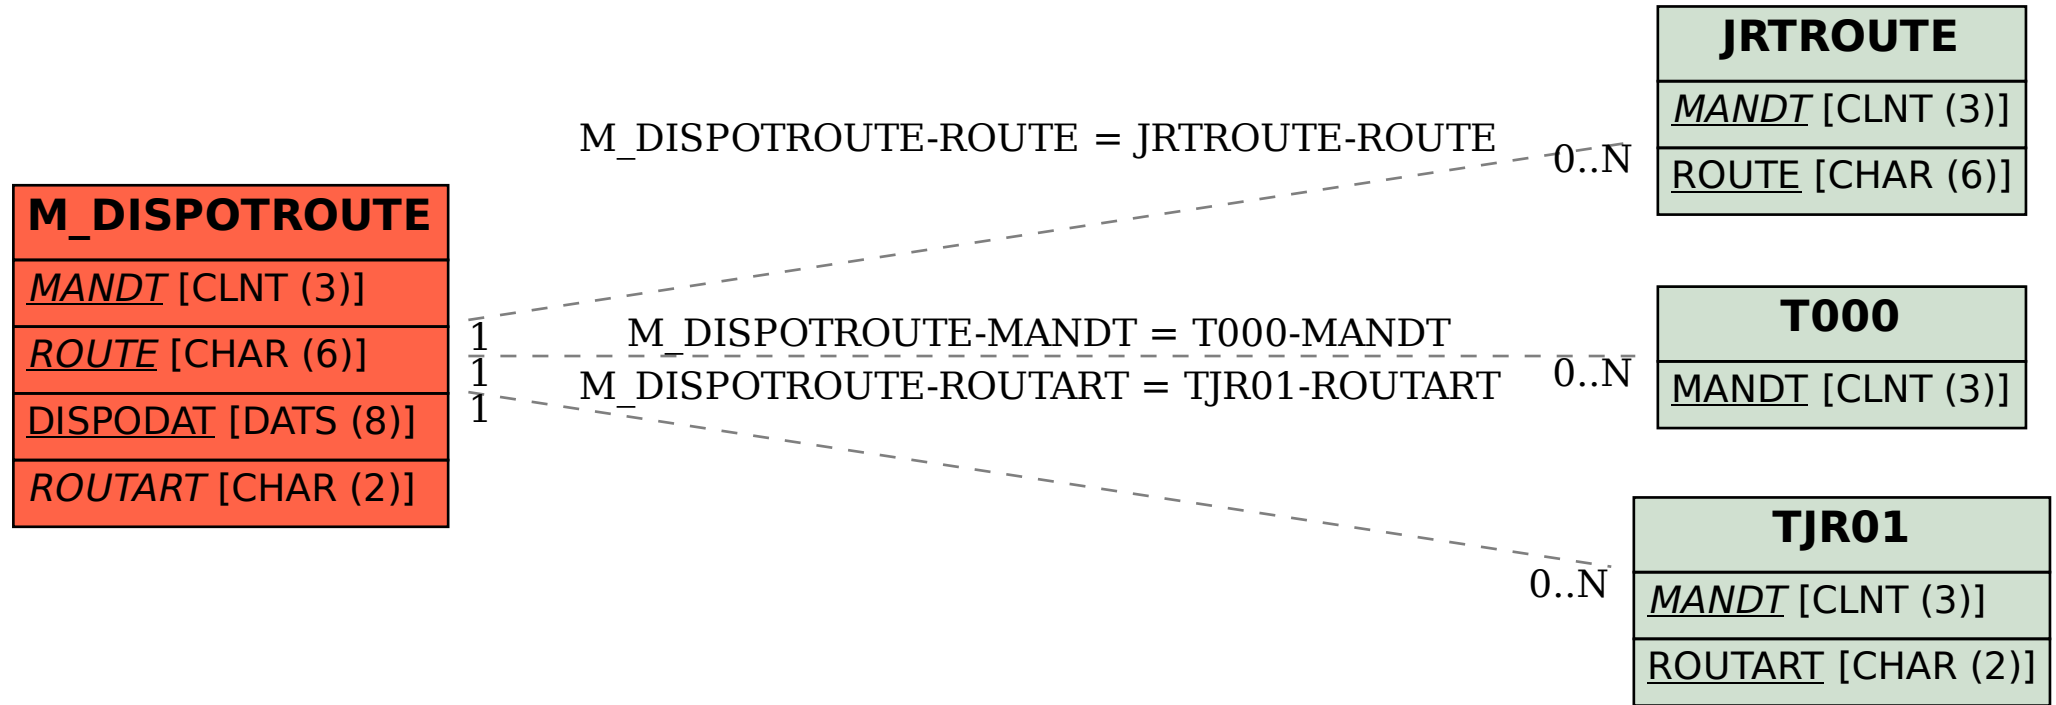 JRTROUTE
MANDT [CLNT (3)]
ROUTE [CHAR (6)]
M_DISPOTROUTE-ROUTE = JRTROUTE-ROUTE
0..N
M_DISPOTROUTE
MANDT [CLNT (3)]
ROUTE [CHAR (6)]
DISPODAT [DATS (8)]
ROUTART [CHAR (2)]
1
1
1
M_DISPOTROUTE-MANDT = T000-MANDT
0..N
M_DISPOTROUTE-ROUTART = TJR01-ROUTART
T000
MANDT [CLNT (3)]
0..N
TJR01
MANDT [CLNT (3)]
ROUTART [CHAR (2)]